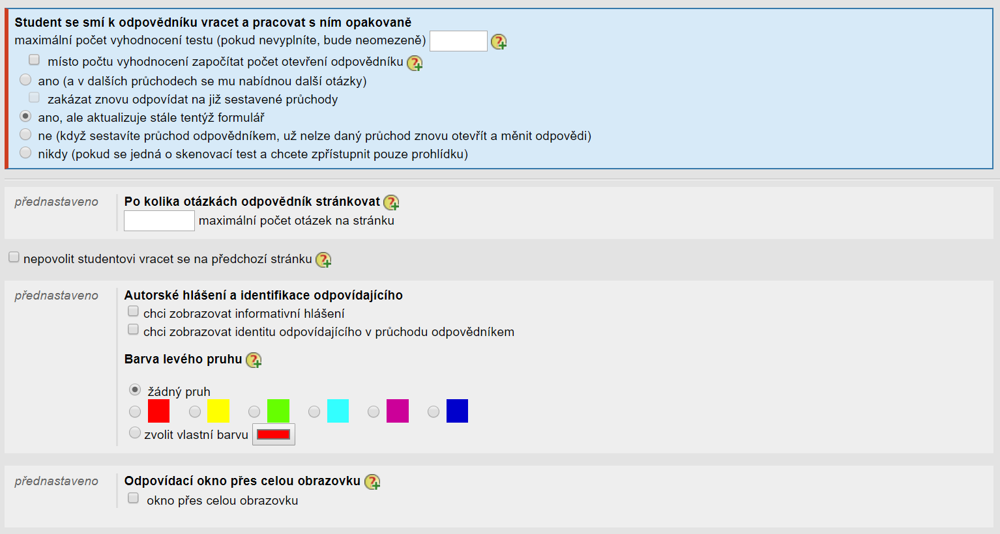 Student se smí k odpovědníku vracet a pracovat s ním opakovaně
maximální počet vyhodnocení testu (pokud nevyplníte, bude neomezeně)
místo počtu vyhodnocení započítat počet otevření odpovědníku
ano (a v dalších průchodech se mu nabídnou další otázky)
zakázat znovu odpovídat na již sestavené průchody
ano, ale aktualizuje stále tentýž formulář
ne (když sestavíte průchod odpovědníkem, už nelze daný průchod znovu otevřít a měnit odpovědi)
nikdy (pokud se jedná o skenovací test a chcete zpřístupnit pouze prohlídku)
přednastaveno
Po kolika otázkách odpovědník stránkovat
maximální počet otázek na stránku
nepovolit studentovi vracet se na předchozí stránku
přednastaveno
Autorské hlášení a identifikace odpovídajícího
chci zobrazovat informativní hlášení
chci zobrazovat identitu odpovídajícího v průchodu odpovědníkem
Barva levého pruhu
žádný pruh
zvolit vlastní barvu
přednastaveno
Odpovídací okno přes celou obrazovku
okno přes celou obrazovku